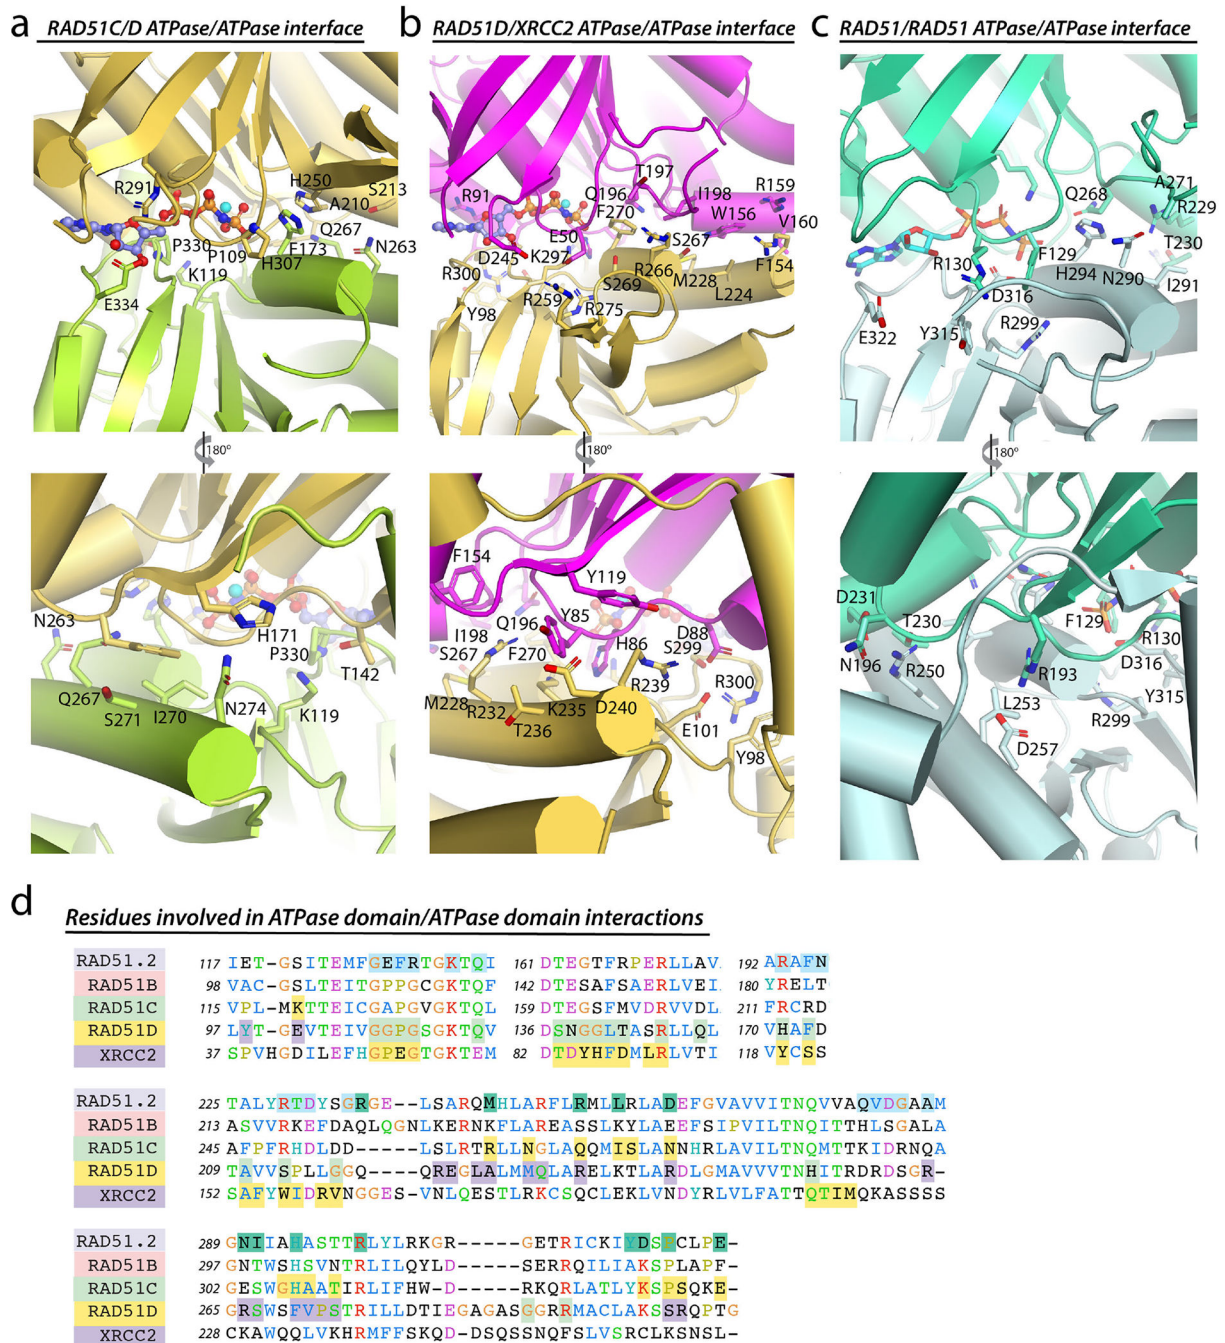 a RAD51C/D ATPase/ATPase interface
b RAD51D/XRCC2 ATPase/ATPase interface
c RAD51/RAD51 ATPase/ATPase interface
R291
H250
S213
A210
Q267
N263
P330
P109
F173
H307
K119
E334
180°
T197
R91
Q196
F270
I198
R159
W156
V160
E50
S267
D245
K297
R300
R266
M228
F154
S269
L224
R259
R275
Y98
180°
Q268
A271
R229
F129
T230
R130
H294
N290
I291
D316
E322
Y315
R299
180°
N263
H171
P330
T142
Q267
S271
I270
N274
K119
F154
Y119
Y85
Q196
I198
S267
F270
H86
D88
S299
R239
R300
M228
R232
K235
D240
T236
E101
Y98
D231
T230
F129
R130
N196
R250
R193
D316
Y315
L253
R299
D257
d Residues involved in ATPase domain/ATPase domain interactions
RAD51.2 117 IET-GSITEMFGEFRTGKTQI 161 DTEGTFRPERLLAV 192 ARAFN
RAD51B 98 VAC-GSLTEITGPPGCGKTQF 142 DTESAFSAERLVEI 180 YRELT
RAD51C 115 VPL-MKTTEICGAPGVGKTQL 159 DTEGSFMVDRVVDL 211 FRCRD
RAD51D 97 LYT-GEVTEIVGGPGSGKTQV 136 DSNGGLTASRLLQL 170 VHAFD
XRCC2 37 SPVHGDILEFHGPEGTGKTEM 82 DTDYHFDMLRLVTI 118 VYCSS
RAD51.2 225 TALYRTDYSGRGE--LSARQMHLARFLRMLLRLADEFGVAVVITNQVVAQVDGAAM
RAD51B 213 ASVVRKEFDAQLQGNLKERNKFLAREASSLKYLAEEFSIPVILTNQITTHLSGALA
RAD51C 245 AFPFRHDLDD----LSLRTRLLNGLAQQMISLANNHRLAVILTNQMTTKIDRNQA
RAD51D 209 TAVVSPLLGGQ-----QREGLALMMQLARELKTLARDLGMAVVVTNHITRDRDSGR-
XRCC2 152 SAFYWIDRVNGGES-VNLQESTLRKCSQCLEKLVNDYRLVLFATTQTIMQKASSSS
RAD51.2 289 GNIIAHASTTRLYLRKGR-----GETRICKIYDSPCLPE-
RAD51B 297 GNTWSHSVNTRLILQYLD-----SERRQILIAKSPLAPF-
RAD51C 302 GESWGHAATIRLIFHW-D-----RKQRLATLYKSPSQKE-
RAD51D 265 GRSWSFVPSTRILLDTIEGAGASGGRRMACLAKSSRQPTG
XRCC2 228 CKAWQQLVKHRMFFSKQD-DSQSSNQFSLVSRCLKSNSL-